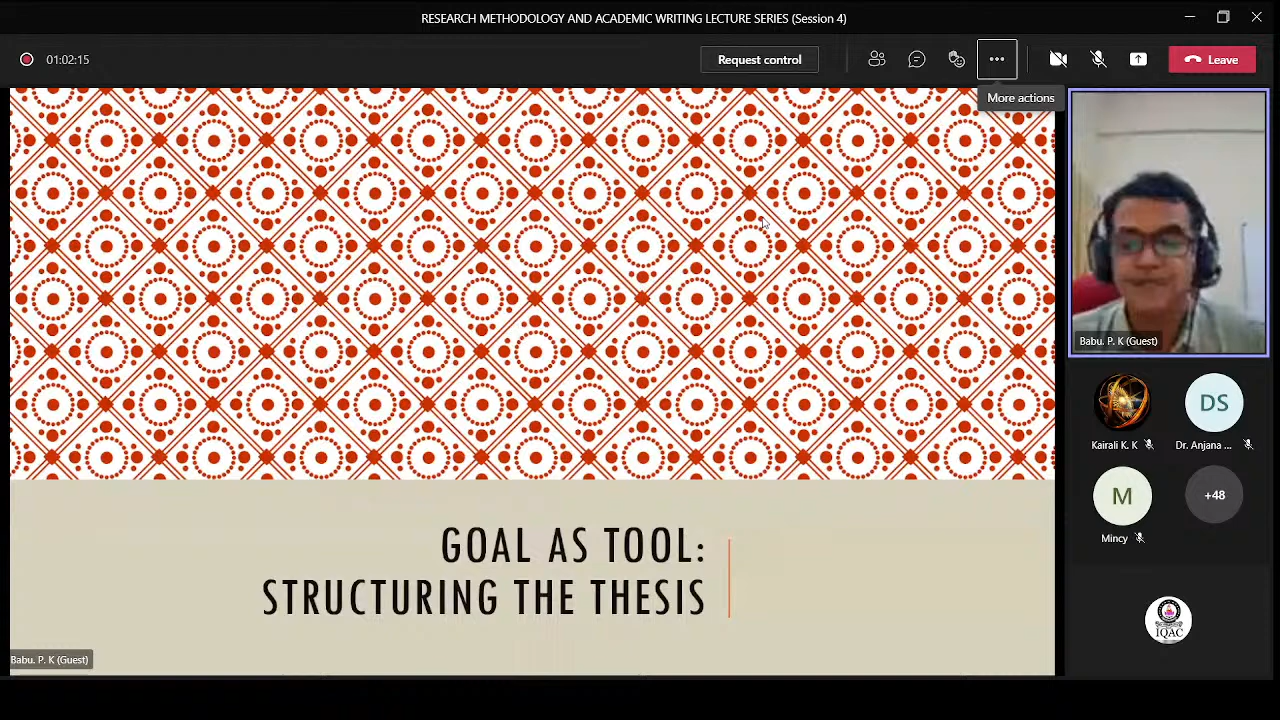 RESEARCH METHODOLOGY AND ACADEMIC WRITING LECTURE SERIES (Session 4)
01:02:15
Request control
Leave
More actions
GOAL AS TOOL:
STRUCTURING THE THESIS
Babu. P. K (Guest)
Babu. P. K (Guest)
DS
Kairali K. K
Dr. Anjana ...
M
+48
Mincy
IQAC